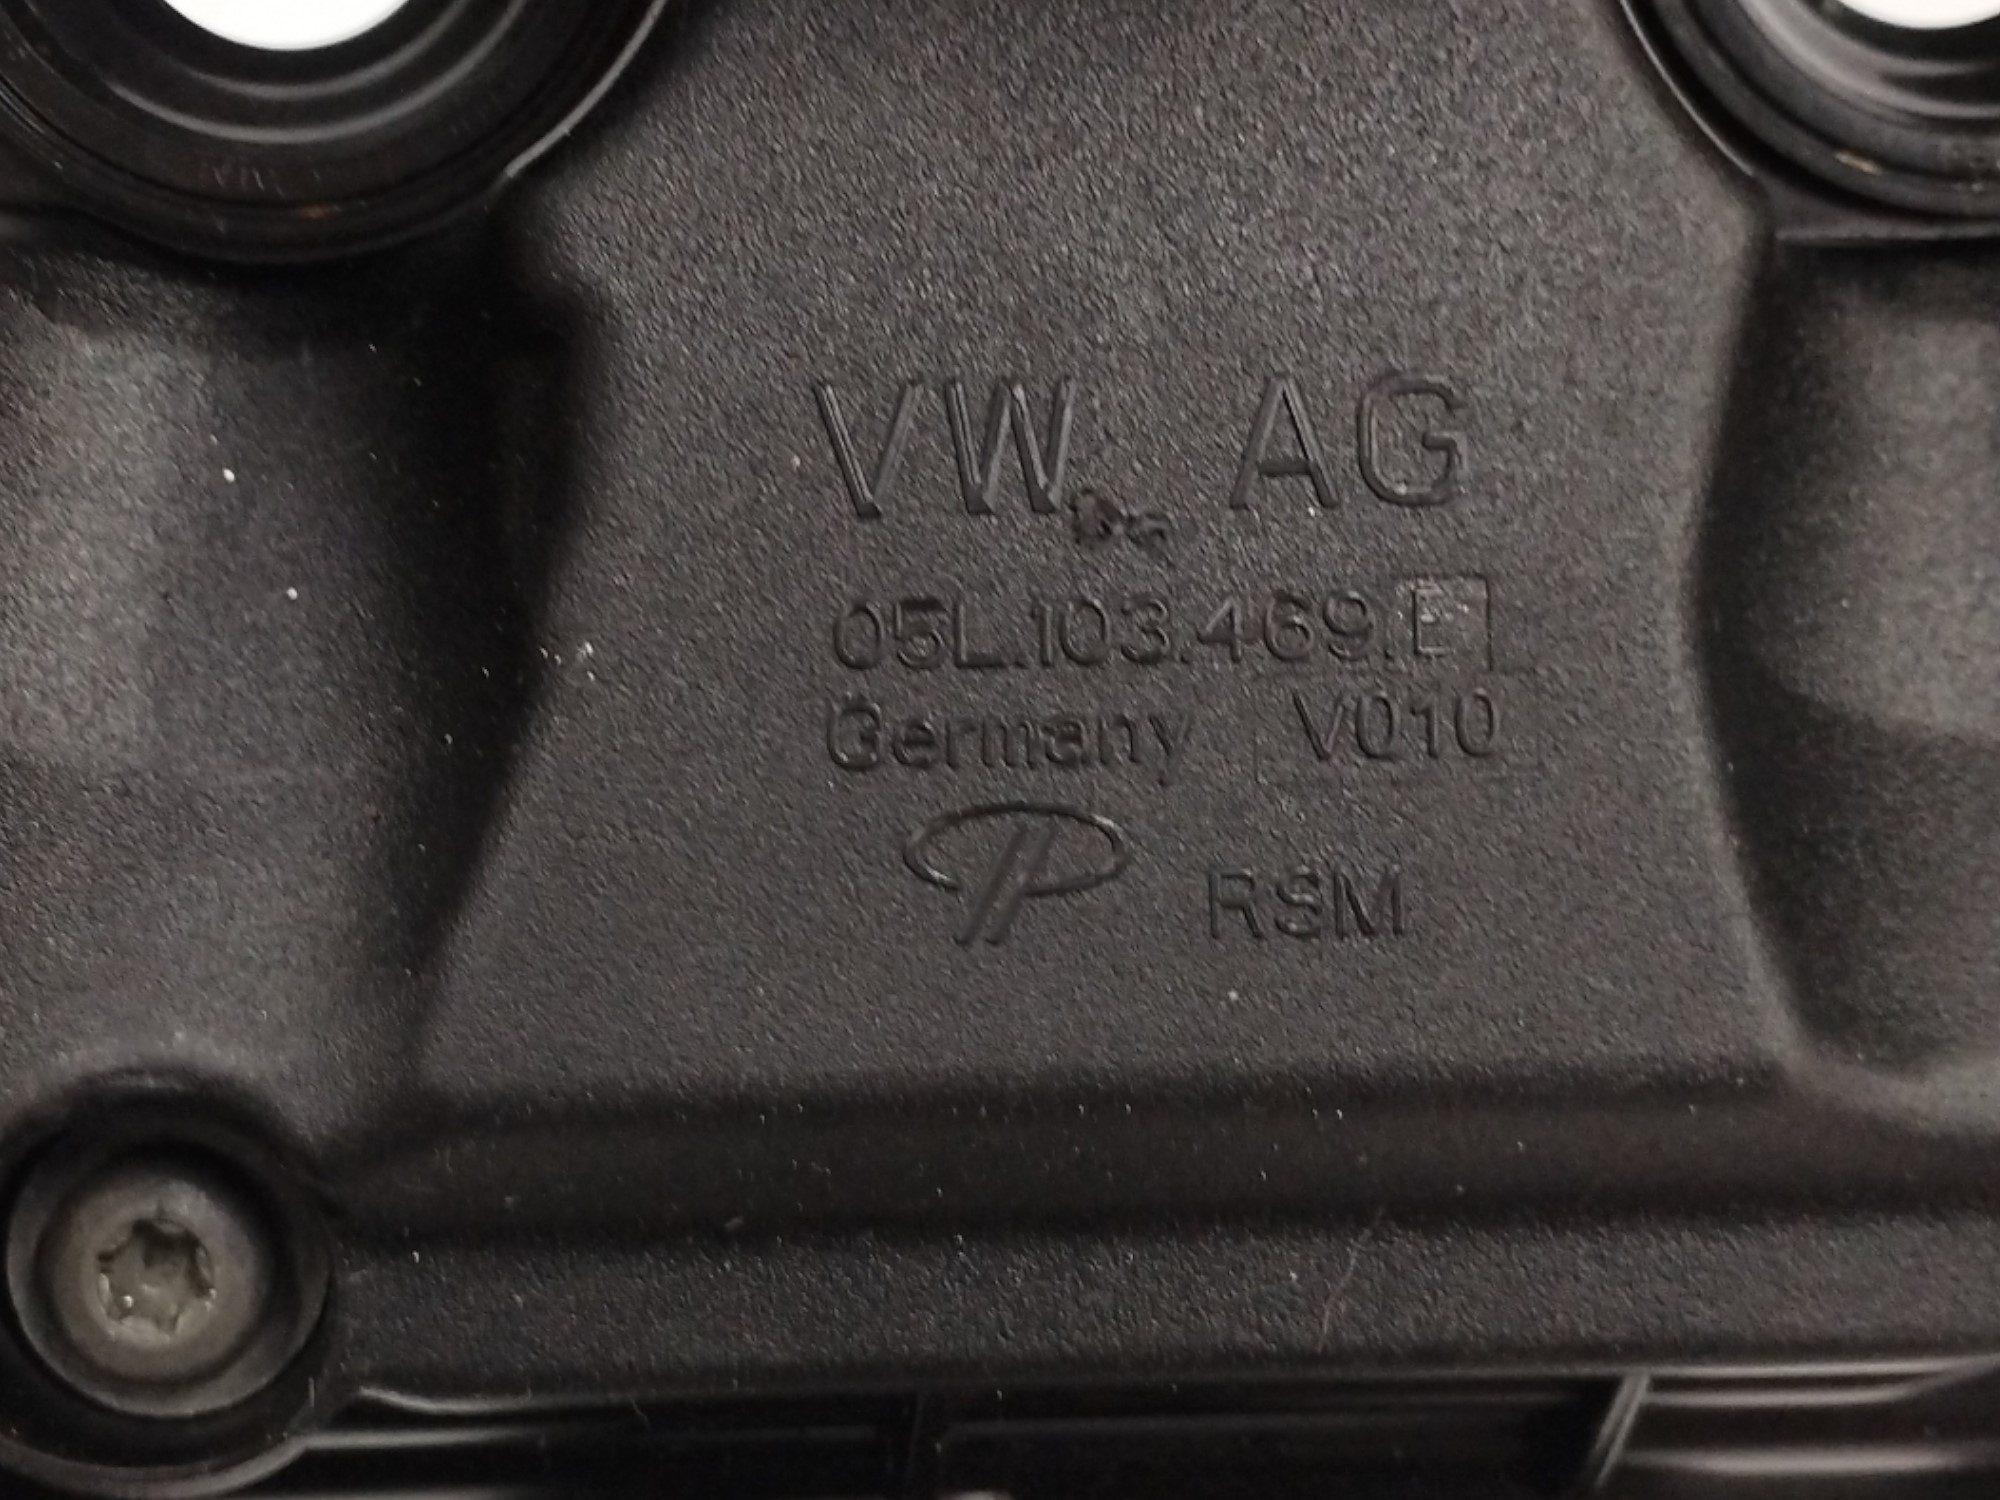 VW AG
05L.103.469.E
Germany V010
RSM